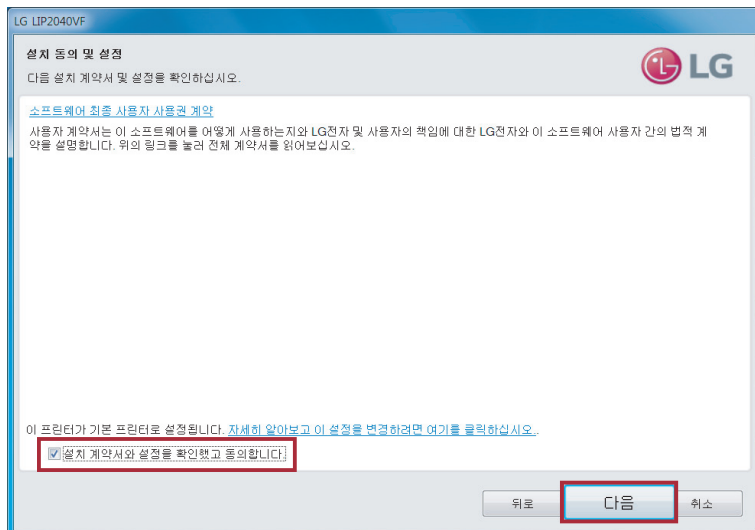 LG LIP2040VF
설치 동의 및 설정
다음 설치 계약서 및 설정을 확인하십시오.
LG
소프트웨어 최종 사용자 사용권 계약
사용자 계약서는 이 소프트웨어를 어떻게 사용하는지와 LG전자 및 사용자의 책임에 대한 LG전자와 이 소프트웨어 사용자 간의 법적 계
약을 설명합니다. 위의 링크를 눌러 전체 계약서를 읽어보십시오.
이 프린터가 기본 프린터로 설정됩니다. 자세히 알아보고 이 설정을 변경하려면 여기를 클릭하십시오..
설치 계약서와 설정을 확인했고 동의합니다.
뒤로 다음 취소